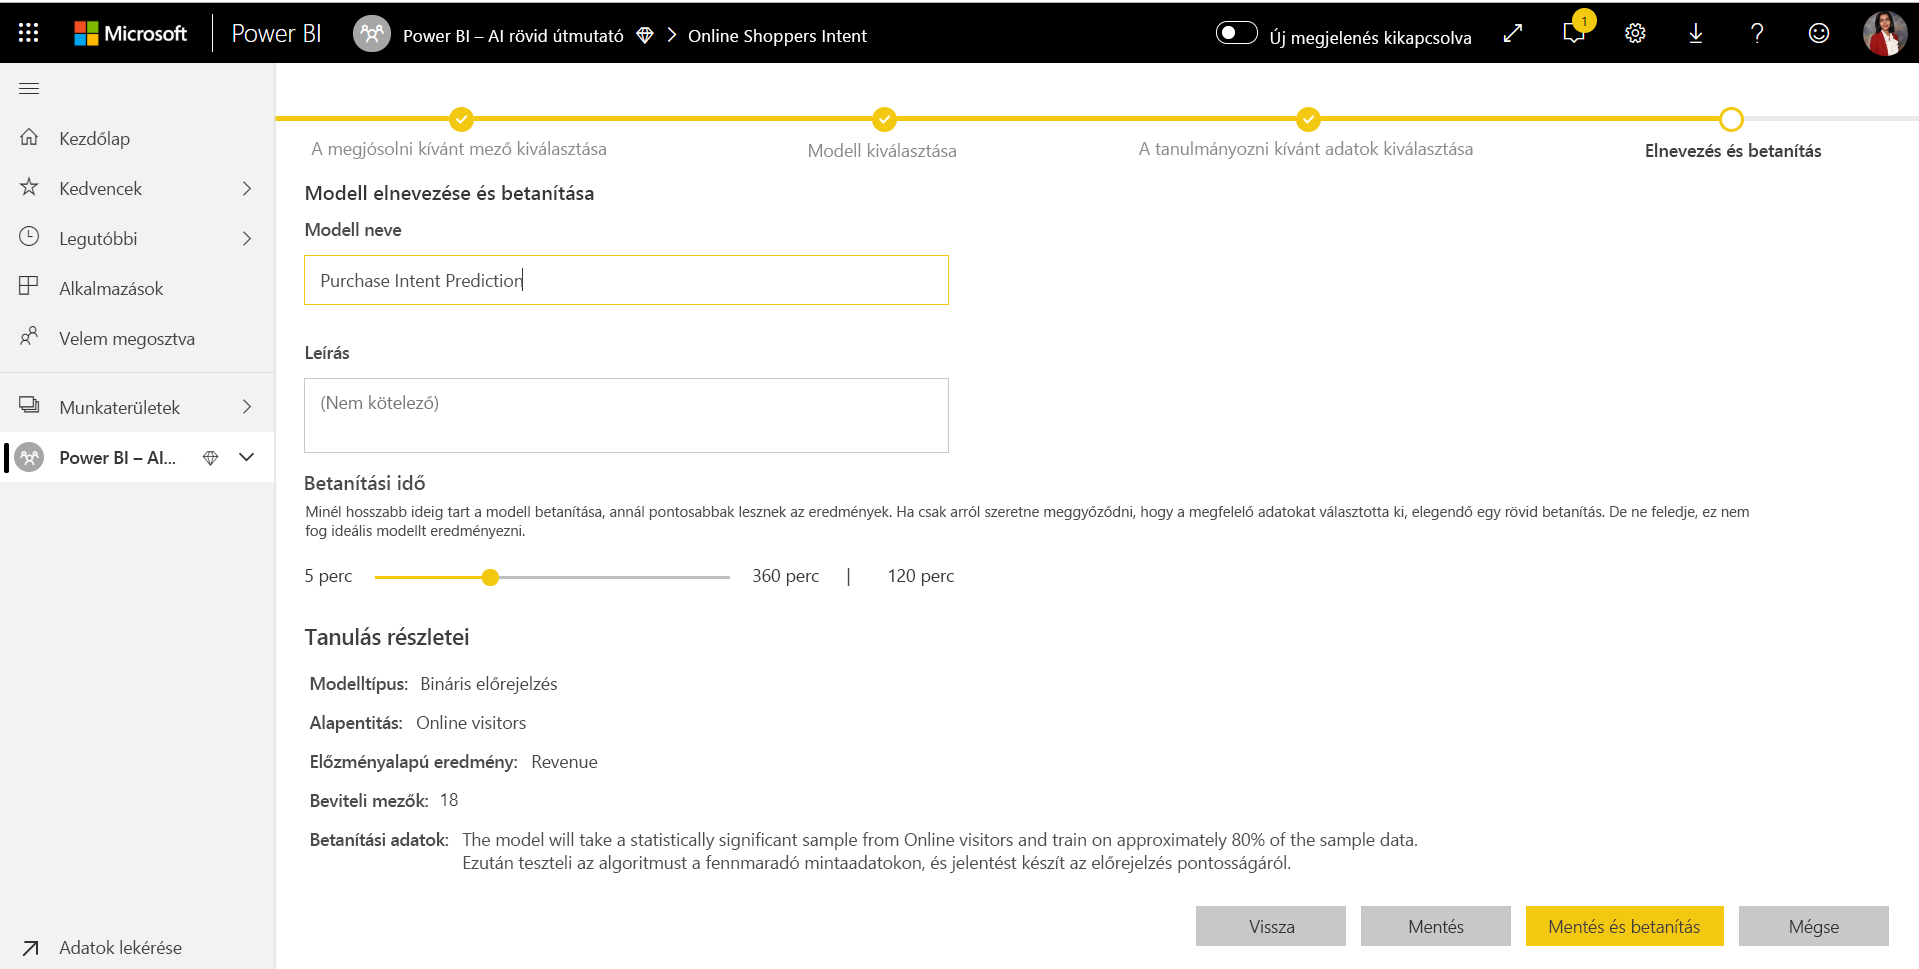 Microsoft
Power BI
Power BI – AI rövid útmutató
Online Shoppers Intent
Új megjelenés kikapcsolva
1
Kezdőlap
Kedvencek
Legutóbbi
Alkalmazások
Velem megosztva
Munkaterületek
Power BI – AI...
Adatok lekérése
A megjósolni kívánt mező kiválasztása
Modell kiválasztása
A tanulmányozni kívánt adatok kiválasztása
Elnevezés és betanítás
Modell elnevezése és betanítása
Modell neve
Purchase Intent Prediction
Leírás
(Nem kötelező)
Betanítási idő
Minél hosszabb ideig tart a modell betanítása, annál pontosabbak lesznek az eredmények. Ha csak arról szeretne meggyőződni, hogy a megfelelő adatokat választotta ki, elegendő egy rövid betanítás. De ne feledje, ez nem
fog ideális modellt eredményezni.
5 perc 360 perc | 120 perc
Tanulás részletei
Modelltípus: Bináris előrejelzés
Alapentitás: Online visitors
Előzményalapú eredmény: Revenue
Beviteli mezők: 18
Betanítási adatok: The model will take a statistically significant sample from Online visitors and train on approximately 80% of the sample data.
Ezután teszteli az algoritmust a fennmaradó mintaadatokon, és jelentést készít az előrejelzés pontosságáról.
Vissza
Mentés
Mentés és betanítás
Mégse